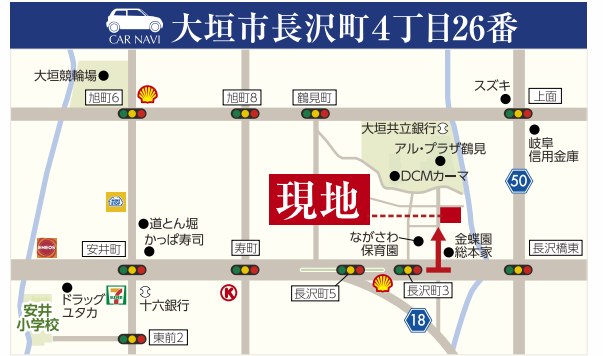 CAR NAVI
大垣市長沢町4丁目26番
大垣競輪場
旭町6
旭町8
鶴見町
スズキ
上面
大垣共立銀行
アル・プラザ鶴見
DCMカーマ
岐阜
信用金庫
50
現地
道とん堀
かっぱ寿司
安井町
寿町
ながさわ
保育園
金蝶園
総本家
長沢橋東
ドラッグ
ユタカ
十六銀行
K
長沢町5
長沢町3
18
安井
小学校
東前2